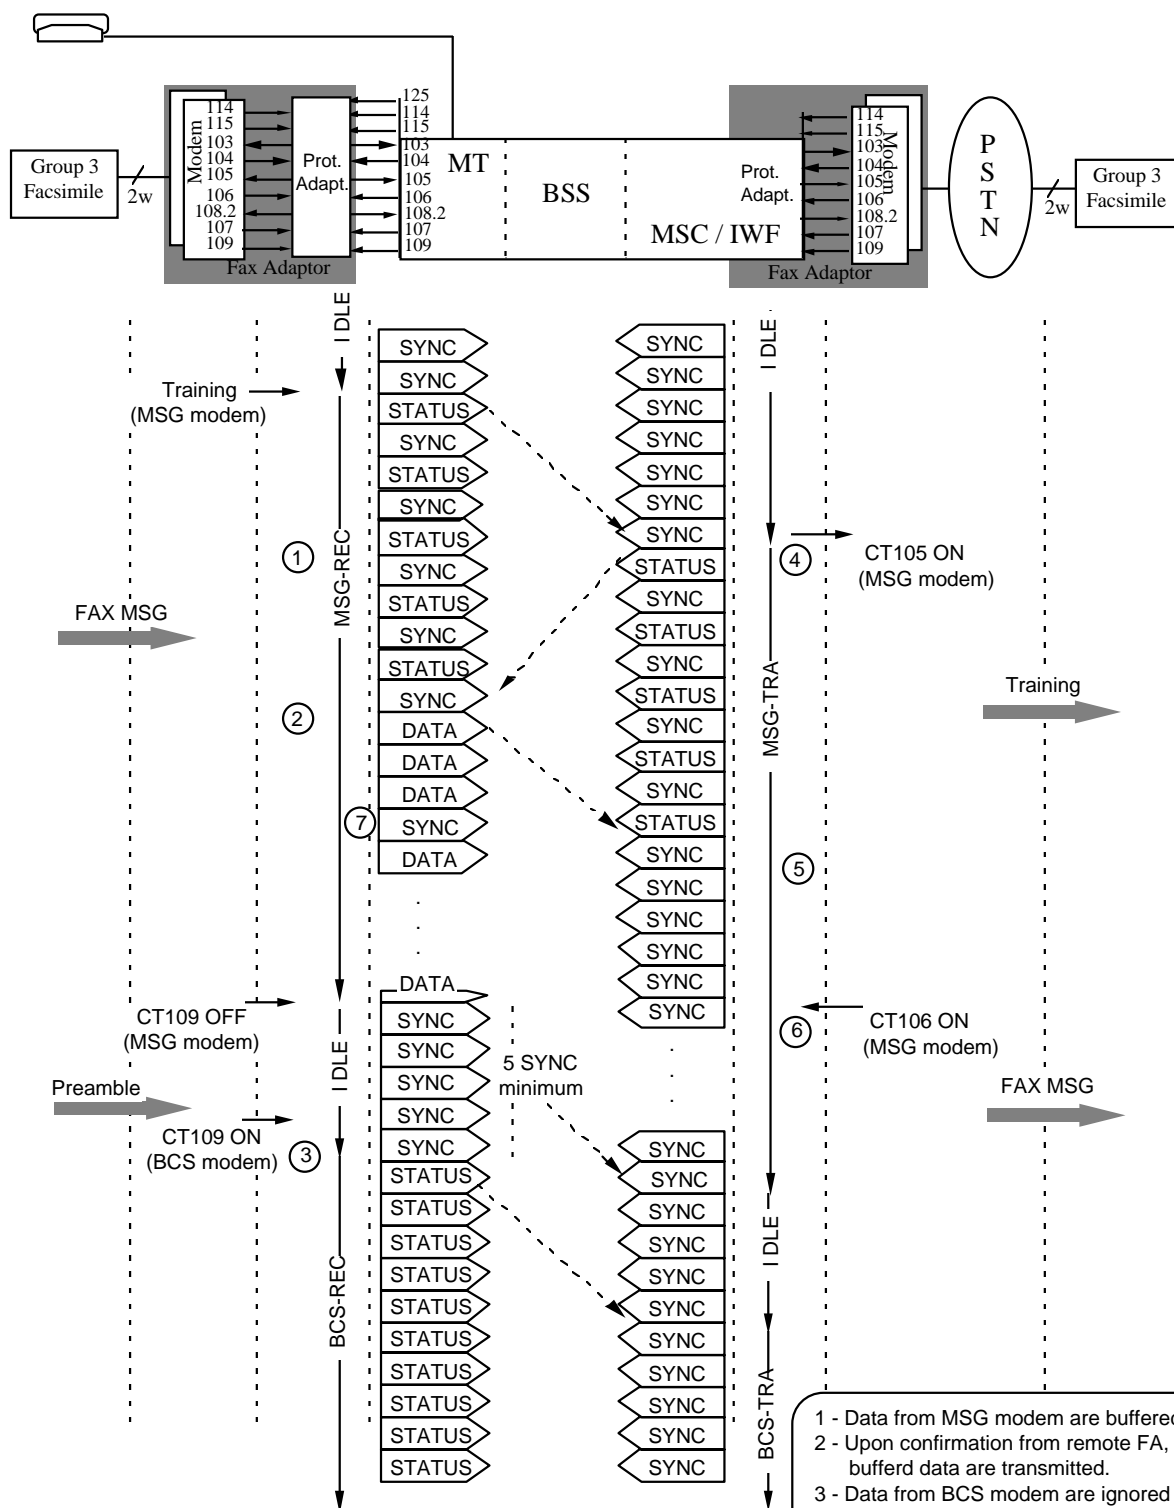 125
114
115
103
104
105
106
108.2
107
109
114
115
103
104
105
106
108.2
107
109
114
115
103
104
105
106
108.2
107
109
Group 3
Facsimile
2w
Modem
Prot.
Adapt.
Fax Adaptor
MT
BSS
MSC / IWF
Prot.
Adapt.
Modem
Fax Adaptor
P
S
T
N
2w
Group 3
Facsimile
I DLE
MSG-REC
I DLE
BCS-REC
Training
(MSG modem)
1
FAX MSG
2
7
CT109 OFF
(MSG modem)
Preamble
CT109 ON
(BCS modem)
3
SYNC
SYNC
STATUS
SYNC
STATUS
SYNC
STATUS
SYNC
STATUS
SYNC
STATUS
SYNC
DATA
DATA
DATA
SYNC
DATA
.
.
.
DATA
SYNC
SYNC
SYNC
SYNC
SYNC
STATUS
STATUS
STATUS
STATUS
STATUS
STATUS
STATUS
STATUS
STATUS
STATUS
5 SYNC
minimum
SYNC
SYNC
SYNC
SYNC
SYNC
SYNC
SYNC
STATUS
SYNC
STATUS
SYNC
STATUS
SYNC
STATUS
SYNC
STATUS
SYNC
SYNC
SYNC
SYNC
SYNC
SYNC
.
.
.
SYNC
SYNC
SYNC
SYNC
SYNC
SYNC
SYNC
SYNC
SYNC
SYNC
SYNC
I DLE
MSG-TRA
I DLE
BCS-TRA
4
CT105 ON
(MSG modem)
Training
5
6
CT106 ON
(MSG modem)
FAX MSG
1 - Data from MSG modem are buffered
2 - Upon confirmation from remote FA,
bufferd data are transmitted.
3 - Data from BCS modem are ignored